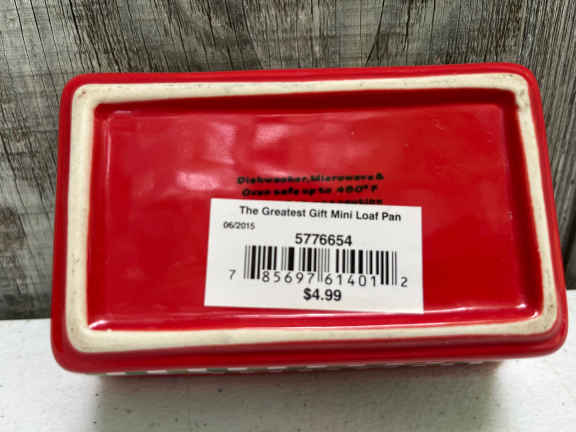 Dishwasher, Microwave &
Oven safe up to 480° F
The Greatest Gift Mini Loaf Pan
06/2015
5776654
7 85697 61401 2
$4.99